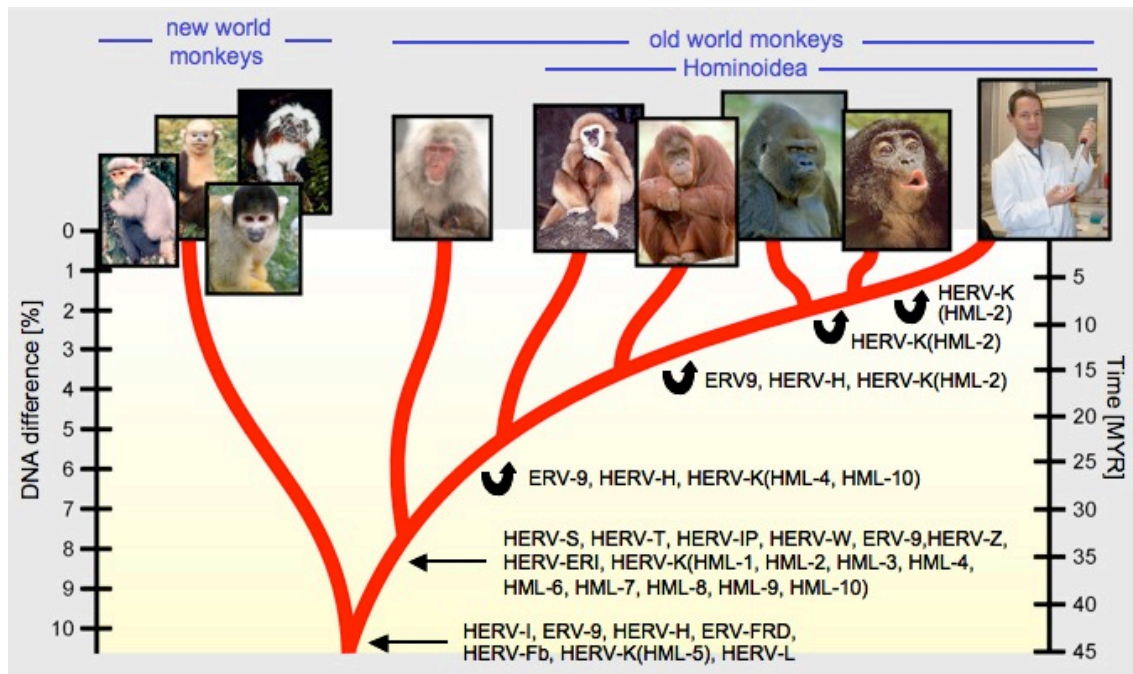 new world
monkeys
old world monkeys
Hominoidea
DNA difference [%]
0
1
2
3
4
5
6
7
8
9
10
Time [MYR]
5
10
15
20
25
30
35
40
45
HERV-K
(HML-2)
HERV-K(HML-2)
ERV9, HERV-H, HERV-K(HML-2)
ERV-9, HERV-H, HERV-K(HML-4, HML-10)
HERV-S, HERV-T, HERV-IP, HERV-W, ERV-9,HERV-Z,
HERV-ERI, HERV-K(HML-1, HML-2, HML-3, HML-4,
HML-6, HML-7, HML-8, HML-9, HML-10)
HERV-I, ERV-9, HERV-H, ERV-FRD,
HERV-Fb, HERV-K(HML-5), HERV-L